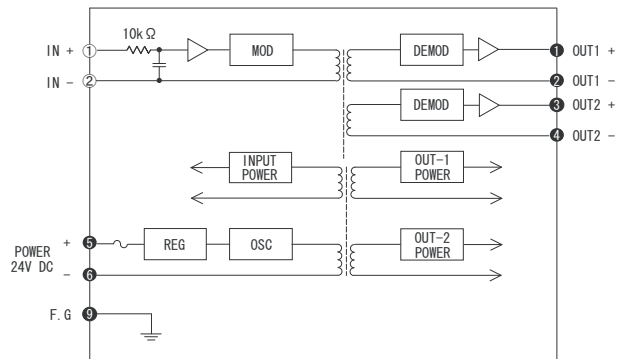 10kΩ
IN + ① MOD DEMOD ❶ OUT1 +
IN - ② ❷ OUT1 -
DEMOD ❸ OUT2 +
❹ OUT2 -
INPUT POWER
OUT-1 POWER
POWER 24V DC
+ ❺ REG OSC
- ❻
OUT-2 POWER
F.G ❾